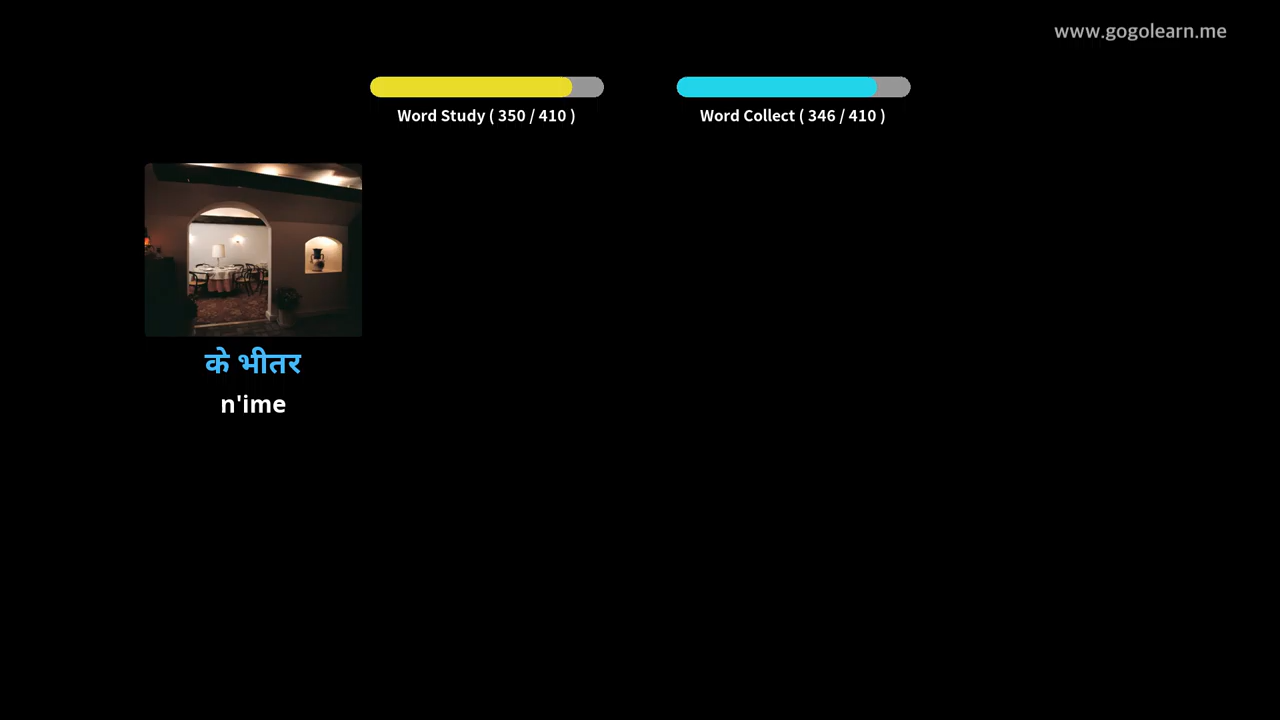 www.gogolearn.me
Word Study ( 350 / 410 )
Word Collect ( 346 / 410 )
के भीतर
n'ime